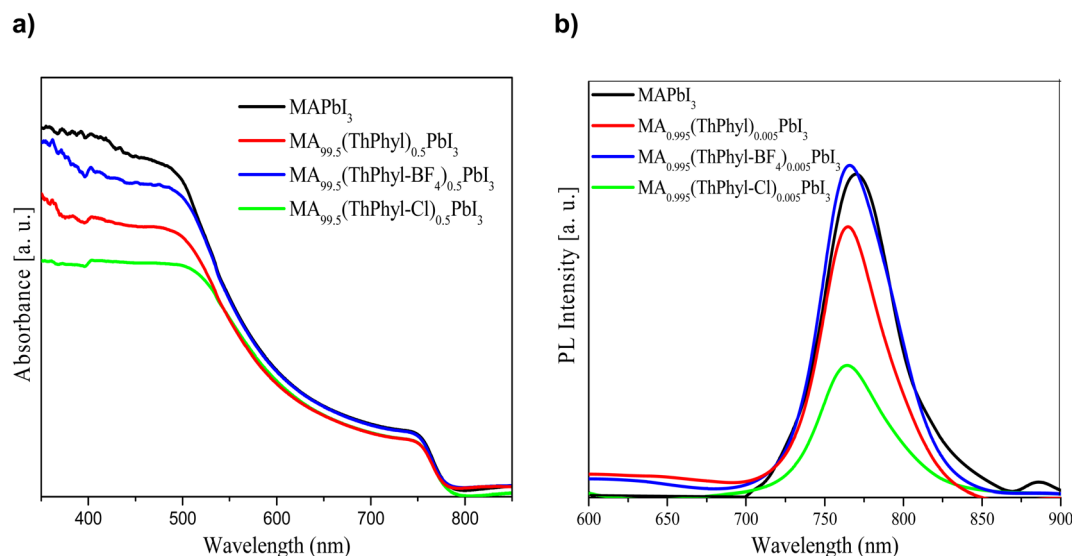 a)
Absorbance [a. u.]
MAPbI₃
MA₉₉.₅(ThPhyl)₀.₅PbI₃
MA₉₉.₅(ThPhyl-BF₄)₀.₅PbI₃
MA₉₉.₅(ThPhyl-Cl)₀.₅PbI₃
400 500 600 700 800
Wavelength (nm)
b)
PL Intensity [a. u.]
MAPbI₃
MA₀.₉₉₅(ThPhyl)₀.₀₀₅PbI₃
MA₀.₉₉₅(ThPhyl-BF₄)₀.₀₀₅PbI₃
MA₀.₉₉₅(ThPhyl-Cl)₀.₀₀₅PbI₃
600 650 700 750 800 850 900
Wavelength (nm)